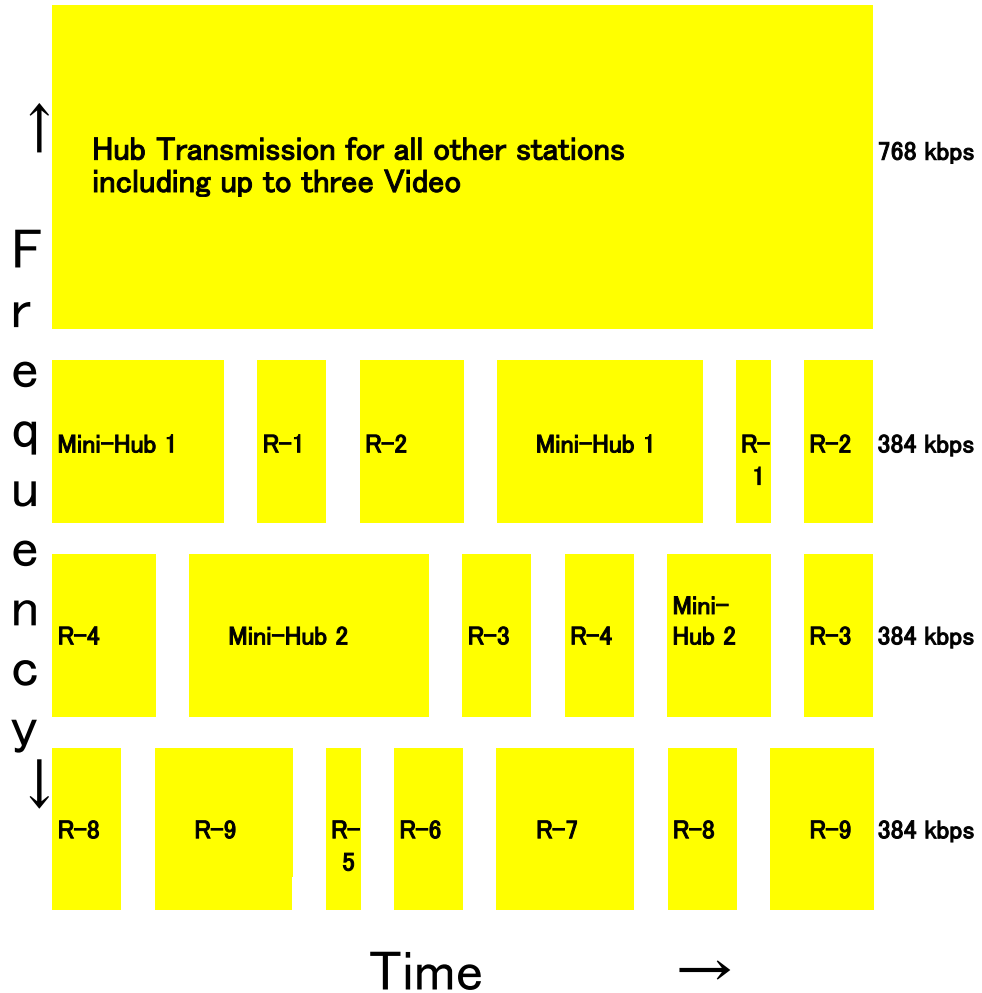 Hub Transmission for all other stations
including up to three Video
768 kbps
↑
F
r
e
q
u
e
n
c
y
↓
Mini-Hub 1
R-1
R-2
Mini-Hub 1
R-
1
R-2
384 kbps
R-4
Mini-Hub 2
R-3
R-4
Mini-
Hub 2
R-3
384 kbps
R-8
R-9
R-
5
R-6
R-7
R-8
R-9
384 kbps
Time →